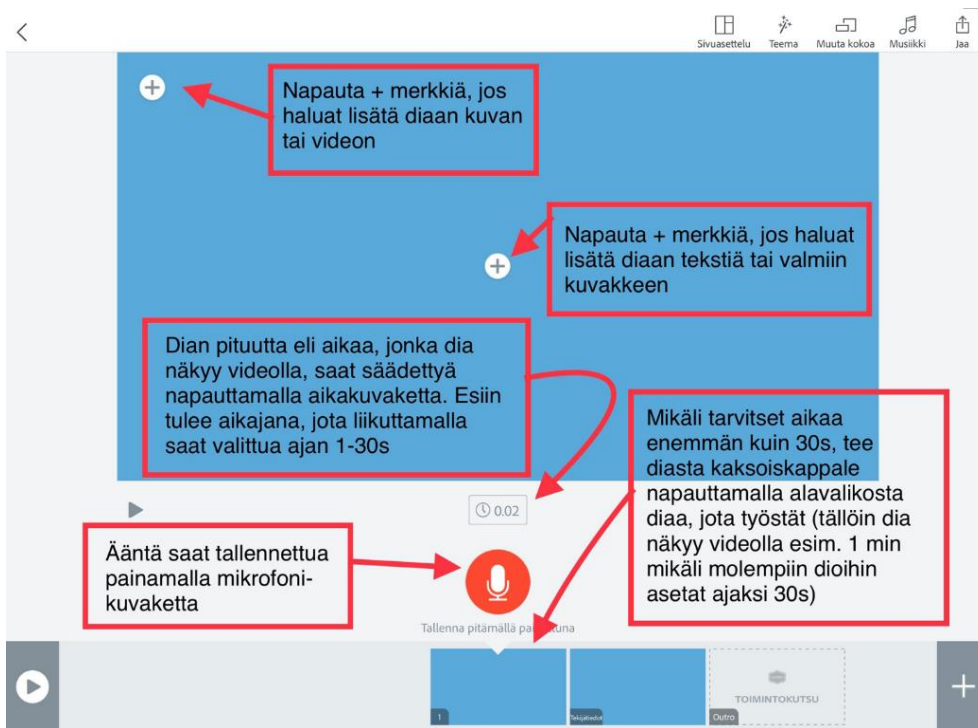 Sivuasettelu
Teema
Muuta kokoa
Musiikki
Jaa
Napauta + merkkiä, jos
haluat lisätä diaan kuvan
tai videon
Napauta + merkkiä, jos haluat
lisätä diaan tekstiä tai valmiin
kuvakkeen
Dian pituutta eli aikaa, jonka dia
näkyy videolla, saat säädettyä
napauttamalla aikakuvaketta. Esiin
tulee aikajana, jota liikuttamalla
saat valittua ajan 1-30s
Mikäli tarvitset aikaa
enemmän kuin 30s, tee
diasta kaksoiskappale
napauttamalla alavalikosta
diaa, jota työstät (tällöin dia
näkyy videolla esim. 1 min
mikäli molempiin dioihin
asetat ajaksi 30s)
0.02
Ääntä saat tallennettua
painamalla mikrofoni-
kuvaketta
Tallenna pitämällä
1
Tekijätiedot
Outro
TOIMINTOKUTSU